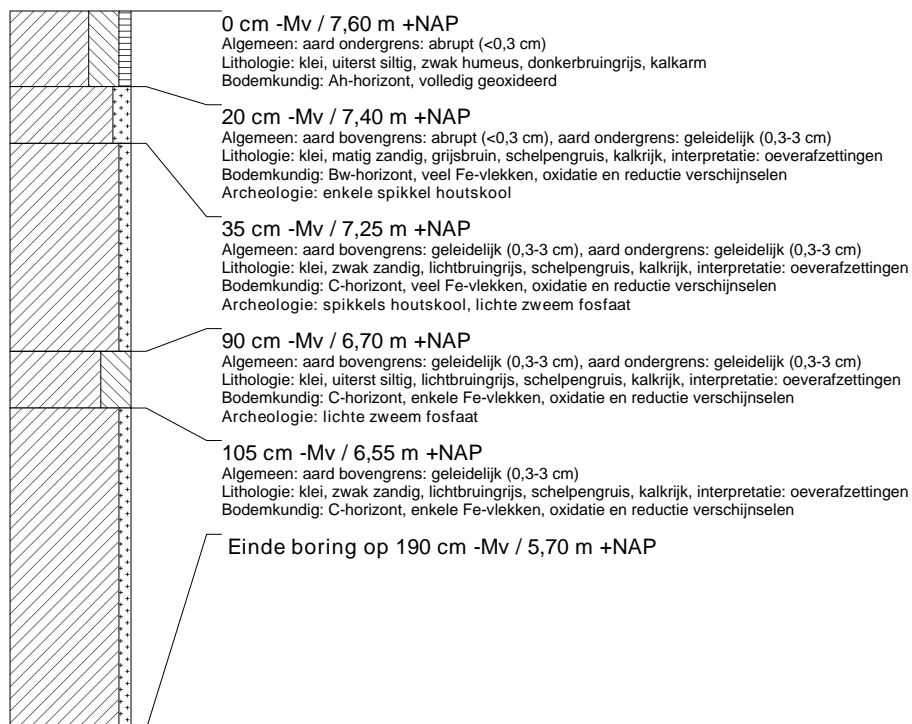 0 cm -Mv / 7,60 m +NAP
Algemeen: aard ondergrens: abrupt (<0,3 cm)
Lithologie: klei, uiterst siltig, zwak humeus, donkerbruingrijs, kalkarm
Bodemkundig: Ah-horizont, volledig geoxideerd
20 cm -Mv / 7,40 m +NAP
Algemeen: aard bovengrens: abrupt (<0,3 cm), aard ondergrens: geleidelijk (0,3-3 cm)
Lithologie: klei, matig zandig, grijsbruin, schelpengruis, kalkrijk, interpretatie: oeverafzettingen
Bodemkundig: Bw-horizont, veel Fe-vlekken, oxidatie en reductie verschijnselen
Archeologie: enkele spikkel houtskool
35 cm -Mv / 7,25 m +NAP
Algemeen: aard bovengrens: geleidelijk (0,3-3 cm), aard ondergrens: geleidelijk (0,3-3 cm)
Lithologie: klei, zwak zandig, lichtbruingrijs, schelpengruis, kalkrijk, interpretatie: oeverafzettingen
Bodemkundig: C-horizont, veel Fe-vlekken, oxidatie en reductie verschijnselen
Archeologie: spikkels houtskool, lichte zweem fosfaat
90 cm -Mv / 6,70 m +NAP
Algemeen: aard bovengrens: geleidelijk (0,3-3 cm), aard ondergrens: geleidelijk (0,3-3 cm)
Lithologie: klei, uiterst siltig, lichtbruingrijs, schelpengruis, kalkrijk, interpretatie: oeverafzettingen
Bodemkundig: C-horizont, enkele Fe-vlekken, oxidatie en reductie verschijnselen
Archeologie: lichte zweem fosfaat
105 cm -Mv / 6,55 m +NAP
Algemeen: aard bovengrens: geleidelijk (0,3-3 cm)
Lithologie: klei, zwak zandig, lichtbruingrijs, schelpengruis, kalkrijk, interpretatie: oeverafzettingen
Bodemkundig: C-horizont, enkele Fe-vlekken, oxidatie en reductie verschijnselen
Einde boring op 190 cm -Mv / 5,70 m +NAP